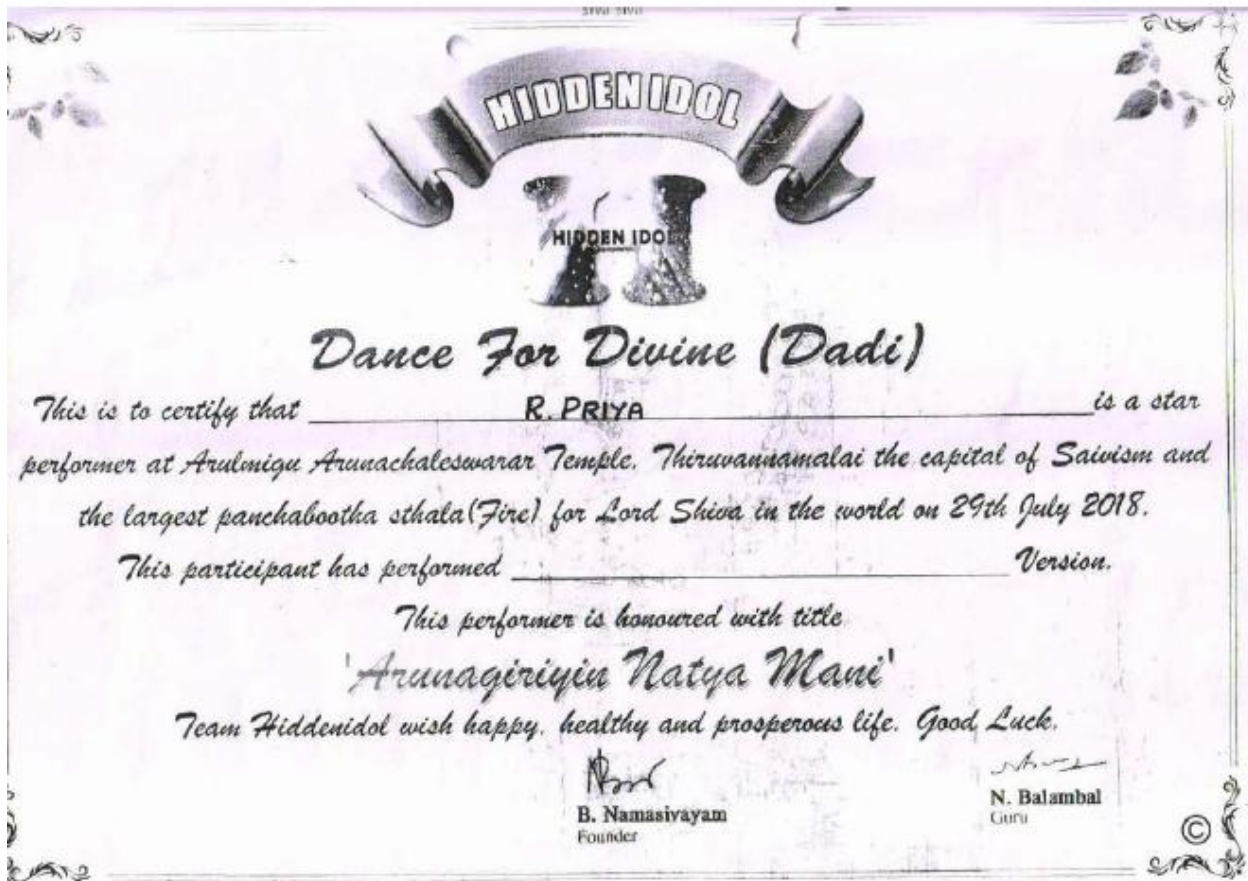 HIDDEN IDOL
HIDDEN IDOL
Dance For Divine (Dadi)
This is to certify that R. PRIYA is a star
performer at Arulmigu Arunachaleswarar Temple, Thiruvannamalai the capital of Saivism and
the largest panchabootha sthala(Fire) for Lord Shiva in the world on 29th July 2018.
This participant has performed Version.
This performer is honoured with title
'Arunagiriyin Natya Mani'
Team Hiddenidol wish happy, healthy and prosperous life. Good Luck.
B. Namasivayam
Founder
N. Balambal
Guru
©